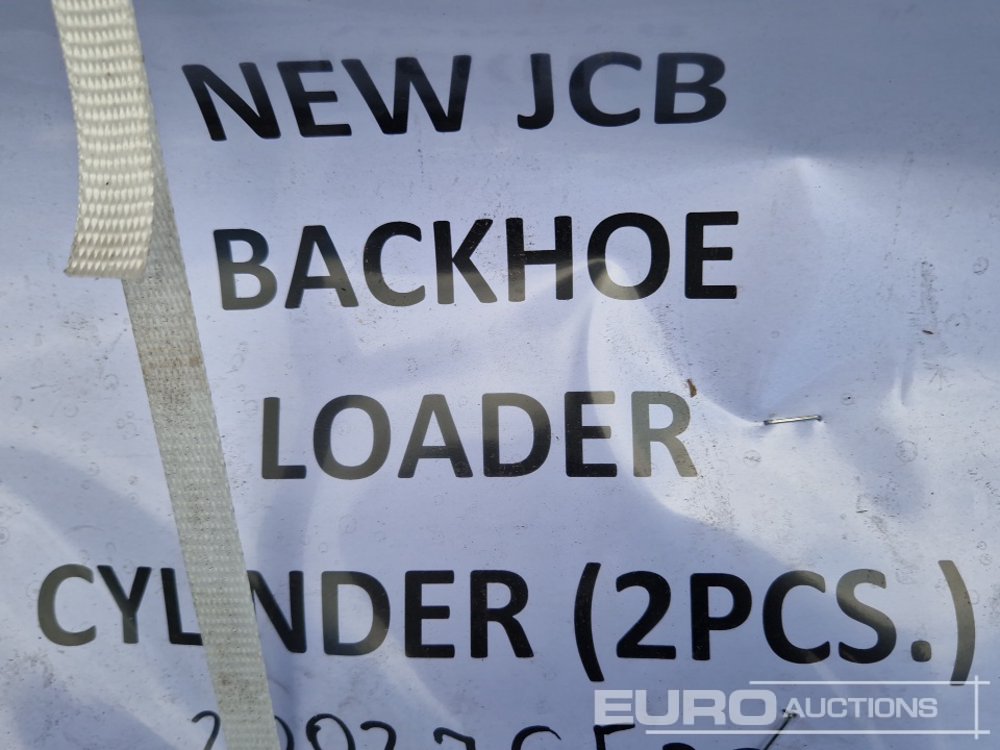 NEW JCB
BACKHOE
LOADER
CYLINDER (2PCS.)
EURO AUCTIONS